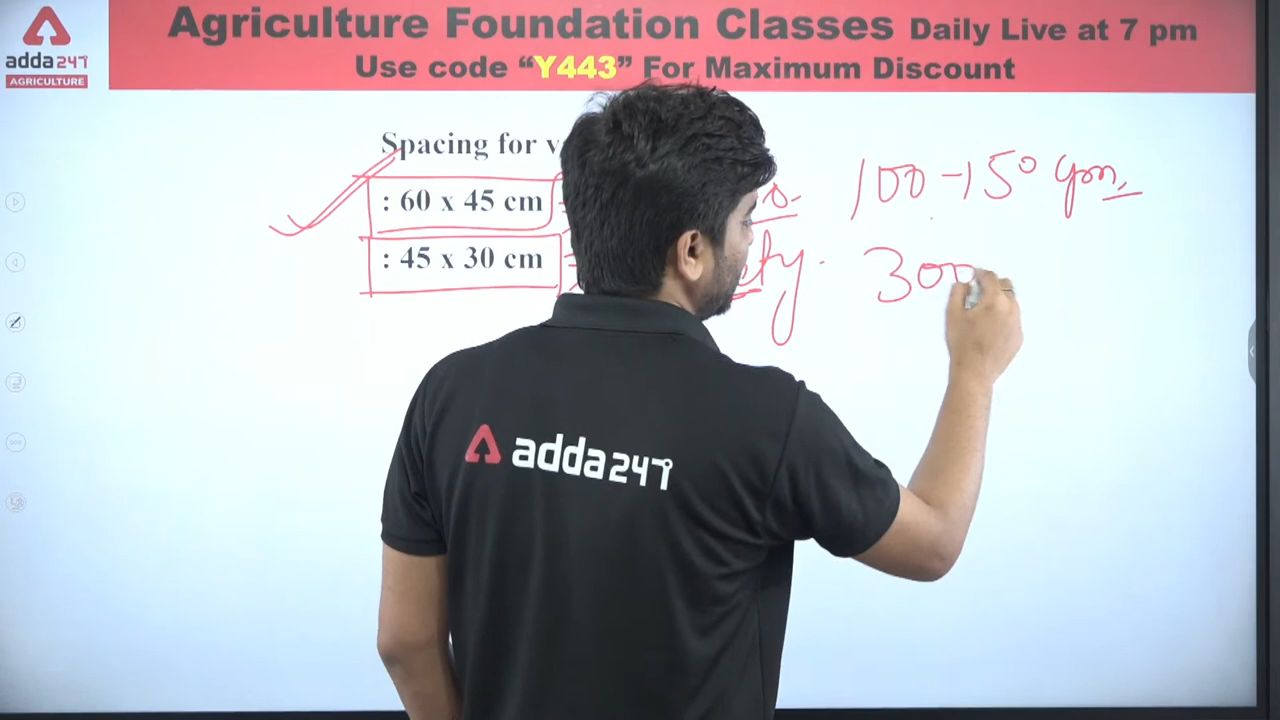 Agriculture Foundation Classes Daily Live at 7 pm
Use code “Y443” For Maximum Discount
adda247
AGRICULTURE
Spacing for
: 60 x 45 cm
100-150 gm.
: 45 x 30 cm
300
adda247